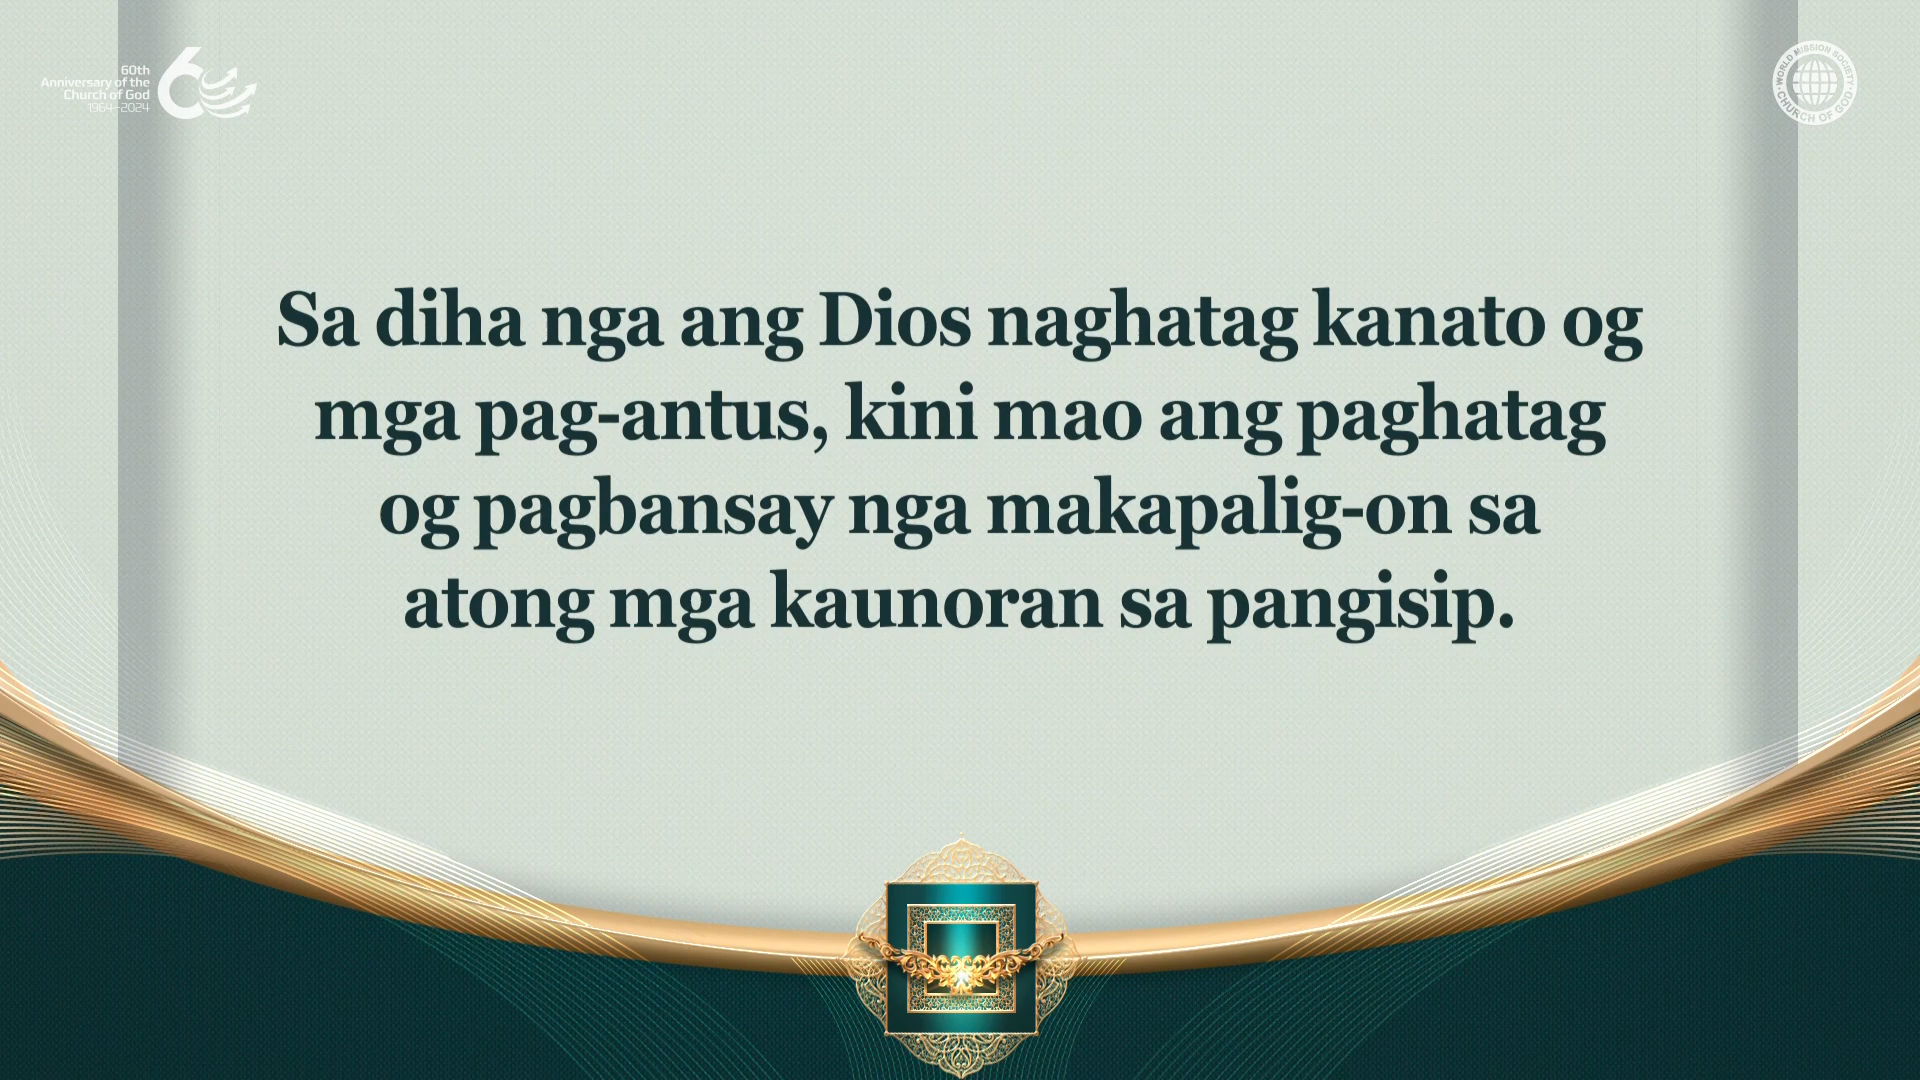 60th
Anniversary of the
Church of God
1964–2024
60
WORLD MISSION SOCIETY
CHURCH OF GOD
Sa diha nga ang Dios naghatag kanato og
mga pag-antus, kini mao ang paghatag
og pagbansay nga makapalig-on sa
atong mga kaunoran sa pangisip.